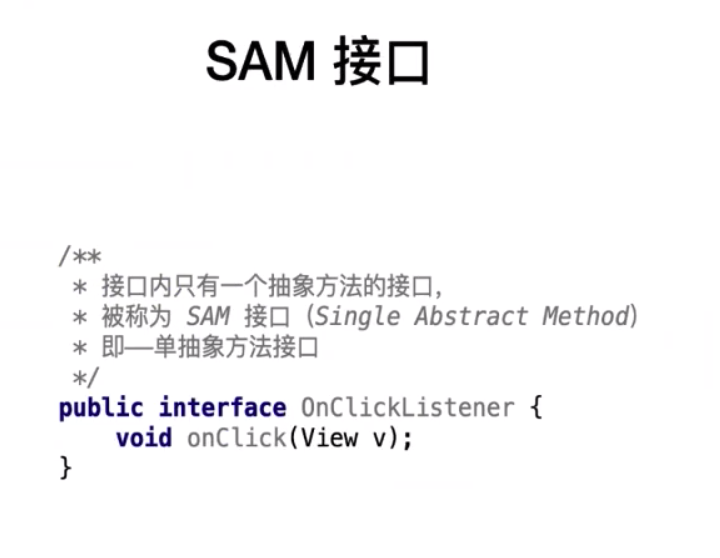 SAM 接口
/**
 * 接口内只有一个抽象方法的接口,
 * 被称为 SAM 接口（Single Abstract Method）
 * 即——单抽象方法接口
 */
public interface OnClickListener {
    void onClick(View v);
}